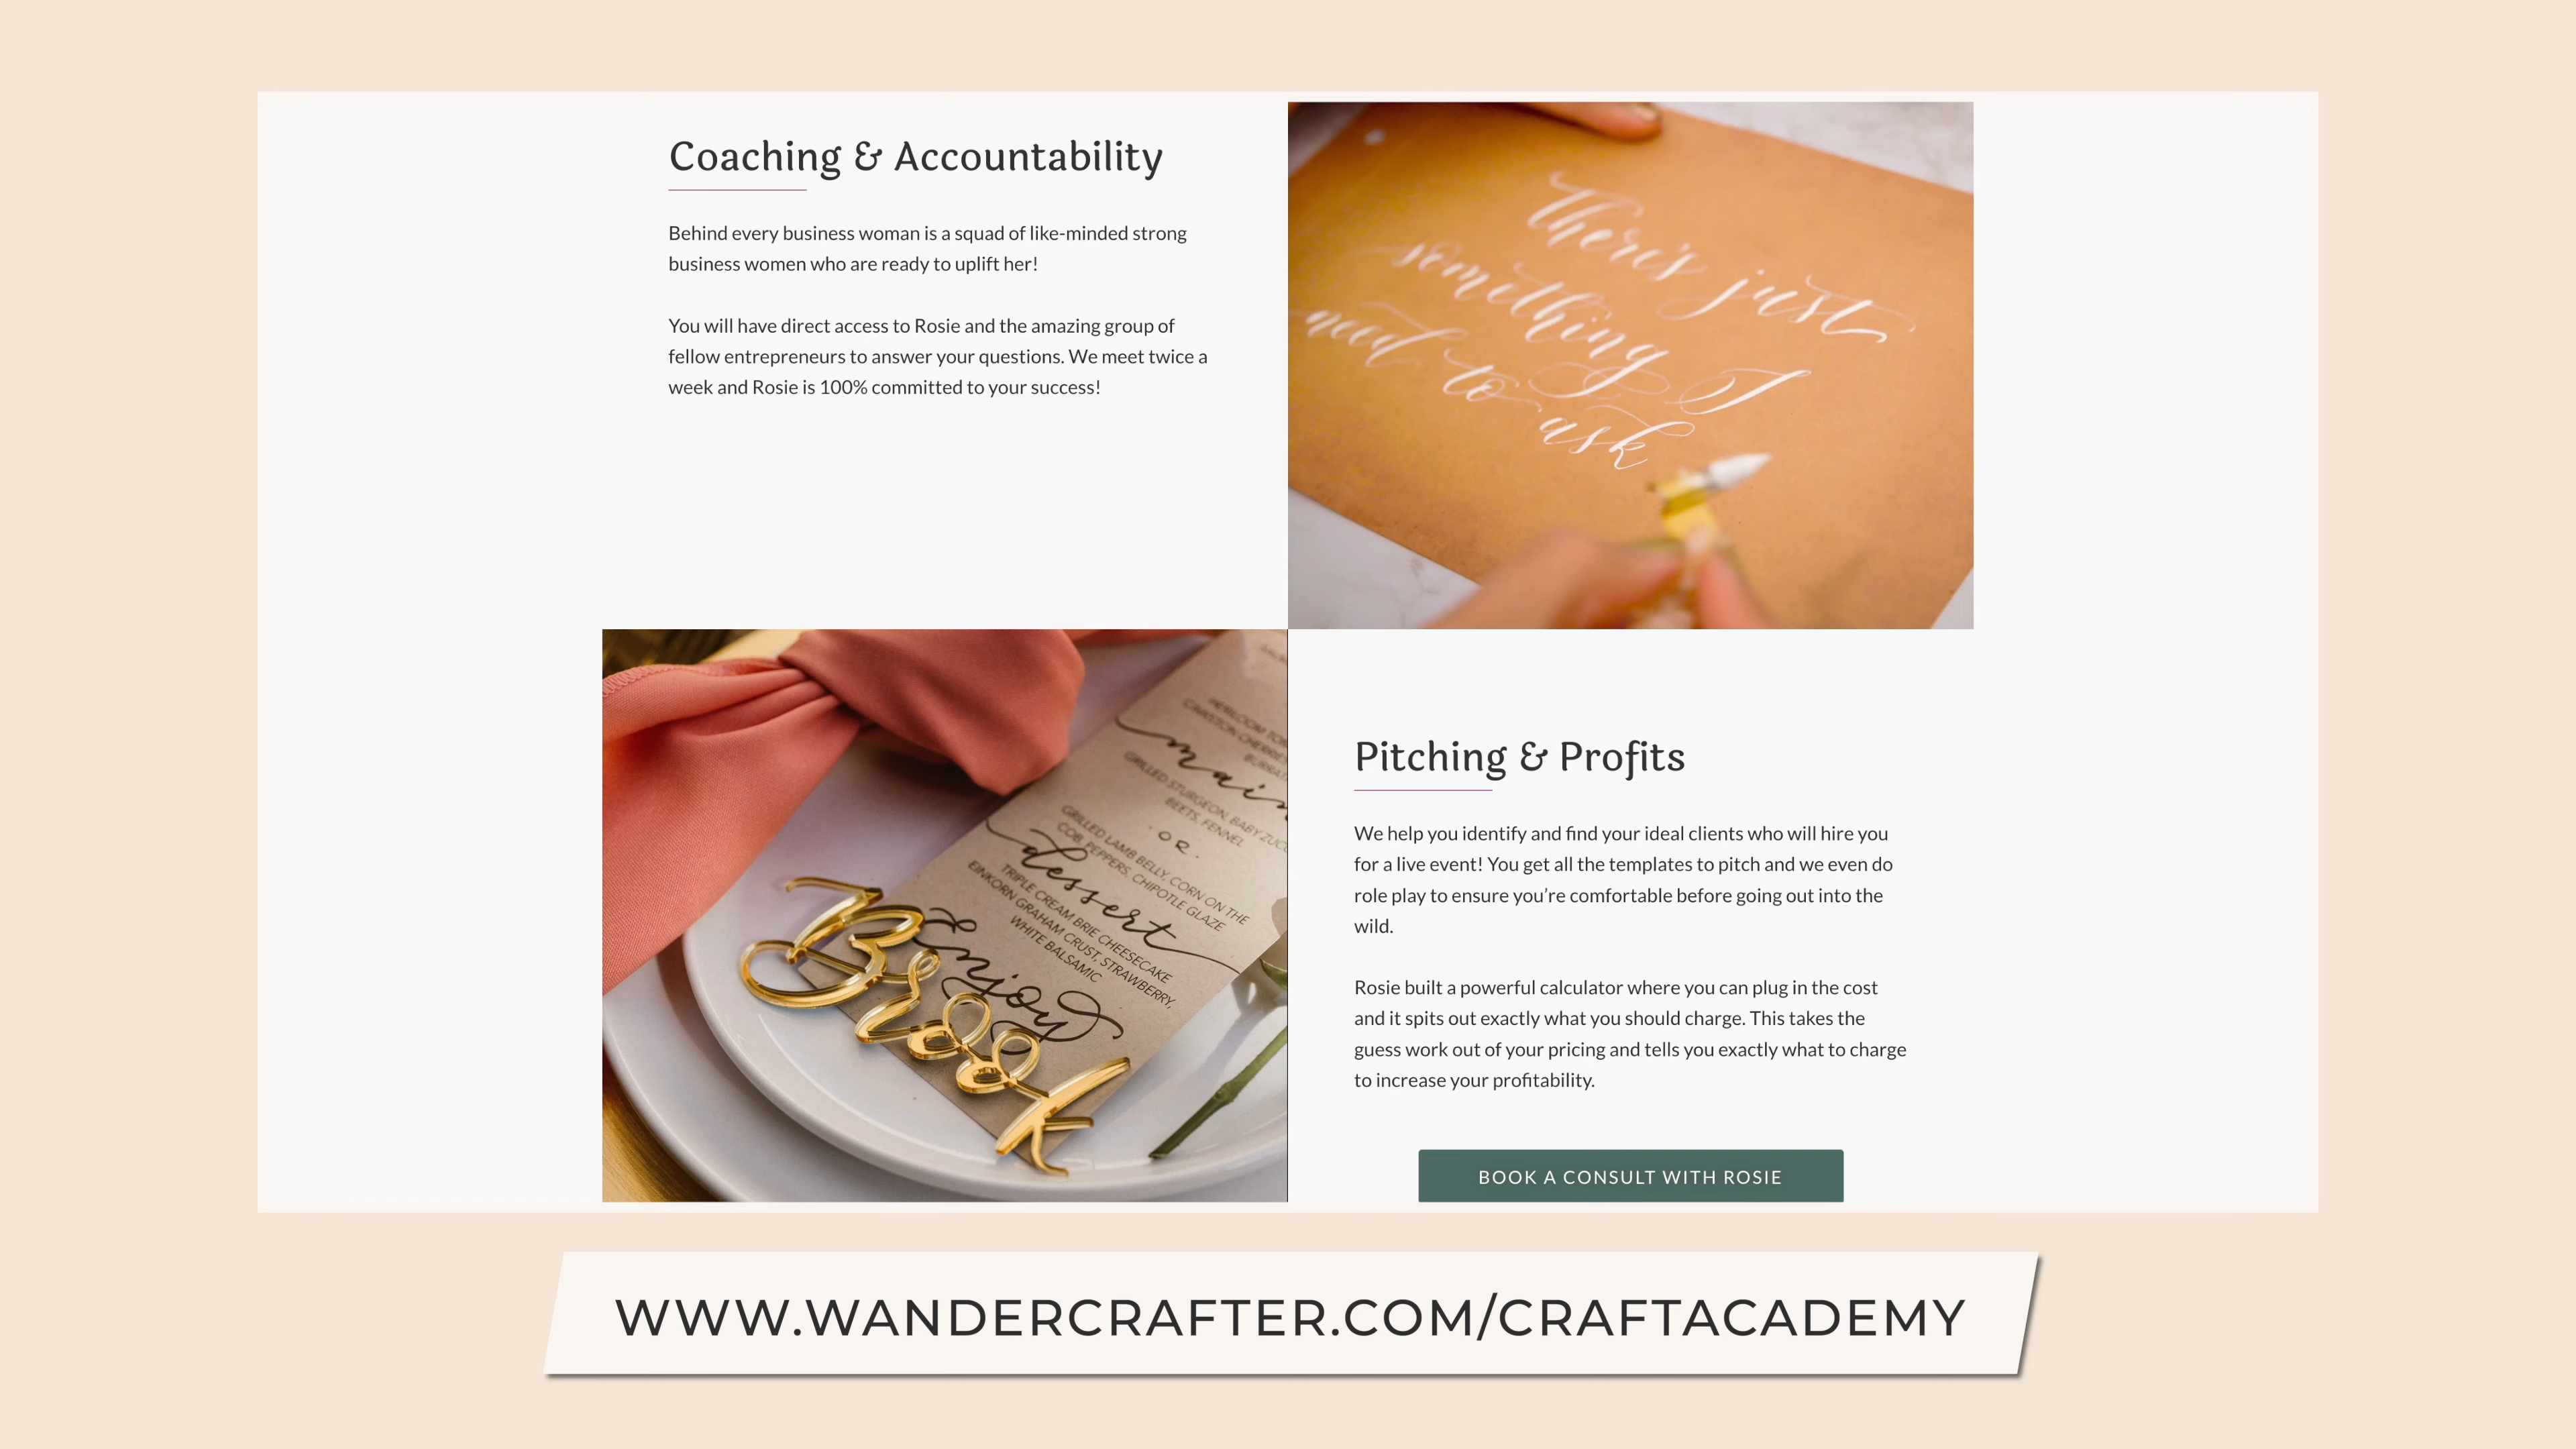 Coaching & Accountability
Behind every business woman is a squad of like-minded strong
business women who are ready to uplift her!
You will have direct access to Rosie and the amazing group of
fellow entrepreneurs to answer your questions. We meet twice a
week and Rosie is 100% committed to your success!
there's just
something I
need to
ask
main
GRILLED STURGEON, BABY
BEETS, FENNEL
OR
GRILLED LAMB BELLY, CORN ON THE
COB, PEPPERS, CHIPOTLE GLAZE
dessert
TRIPLE CREAM BRIE CHEESECAKE
EINKORN GRAHAM CRUST, STRAWBERRY,
WHITE BALSAMIC
Enjoy
Pitching & Profits
We help you identify and find your ideal clients who will hire you
for a live event! You get all the templates to pitch and we even do
role play to ensure you’re comfortable before going out into the
wild.
Rosie built a powerful calculator where you can plug in the cost
and it spits out exactly what you should charge. This takes the
guess work out of your pricing and tells you exactly what to charge
to increase your profitability.
BOOK A CONSULT WITH ROSIE
WWW.WANDERCRAFTER.COM/CRAFTACADEMY